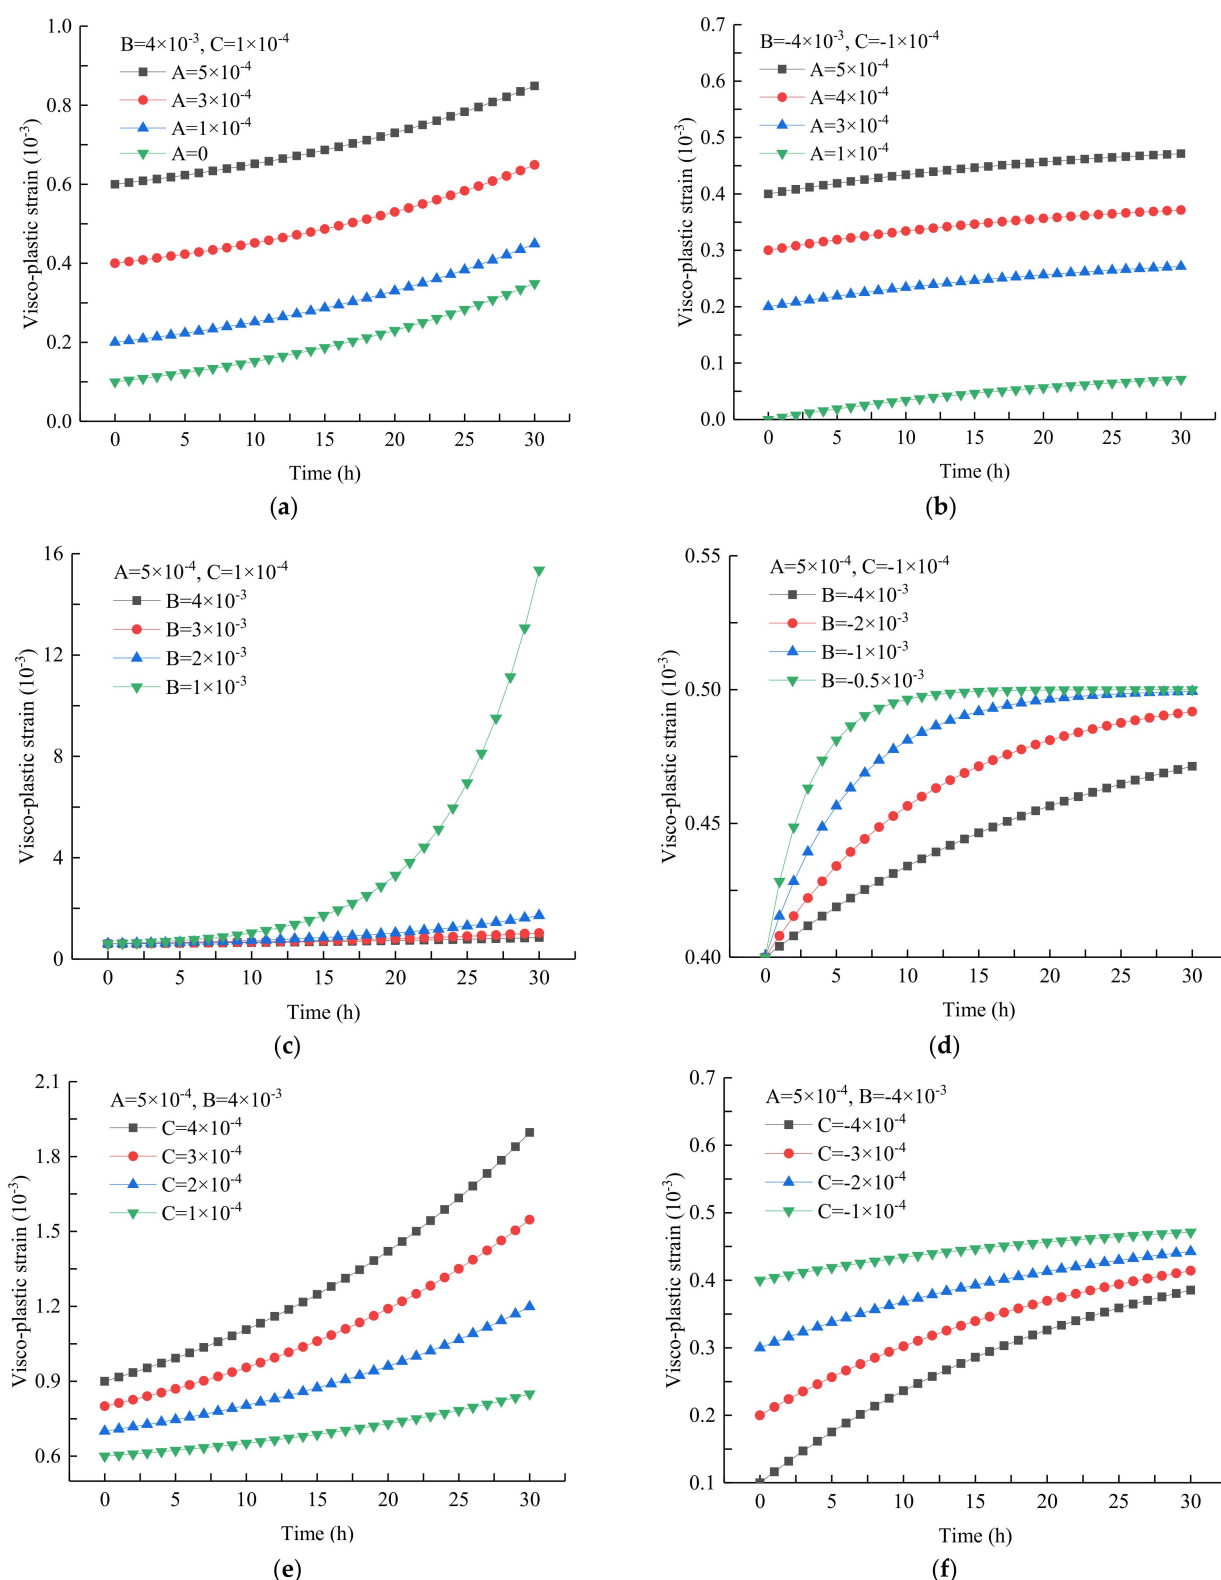 1.0
0.8
0.6
0.4
0.2
0.0
Visco-plastic strain (10-3)
B=4×10-3, C=1×10-4
A=5×10-4
A=3×10-4
A=1×10-4
A=0
0 5 10 15 20 25 30
Time (h)
(a)
0.7
0.6
0.5
0.4
0.3
0.2
0.1
0.0
Visco-plastic strain (10-3)
B=-4×10-3, C=-1×10-4
A=5×10-4
A=4×10-4
A=3×10-4
A=1×10-4
0 5 10 15 20 25 30
Time (h)
(b)
16
12
8
4
0
Visco-plastic strain (10-3)
A=5×10-4, C=1×10-4
B=4×10-3
B=3×10-3
B=2×10-3
B=1×10-3
0 5 10 15 20 25 30
Time (h)
(c)
0.55
0.50
0.45
0.40
Visco-plastic strain (10-3)
A=5×10-4, C=-1×10-4
B=-4×10-3
B=-2×10-3
B=-1×10-3
B=-0.5×10-3
0 5 10 15 20 25 30
Time (h)
(d)
2.1
1.8
1.5
1.2
0.9
0.6
Visco-plastic strain (10-3)
A=5×10-4, B=4×10-3
C=4×10-4
C=3×10-4
C=2×10-4
C=1×10-4
0 5 10 15 20 25 30
Time (h)
(e)
0.7
0.6
0.5
0.4
0.3
0.2
0.1
Visco-plastic strain (10-3)
A=5×10-4, B=-4×10-3
C=-4×10-4
C=-3×10-4
C=-2×10-4
C=-1×10-4
0 5 10 15 20 25 30
Time (h)
(f)